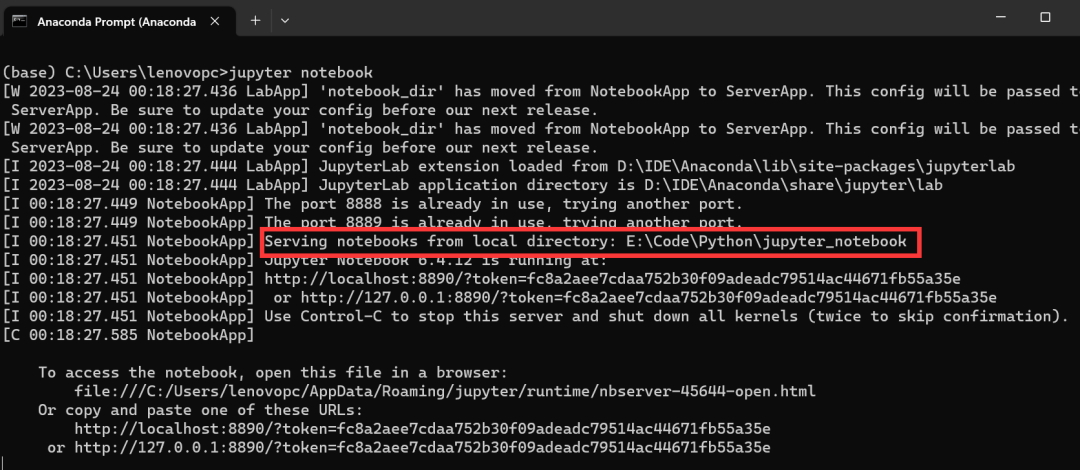 Anaconda Prompt (Anaconda
(base) C:\Users\lenovopc>jupyter notebook
[W 2023-08-24 00:18:27.436 LabApp] 'notebook_dir' has moved from NotebookApp to ServerApp. This config will be passed to
ServerApp. Be sure to update your config before our next release.
[W 2023-08-24 00:18:27.436 LabApp] 'notebook_dir' has moved from NotebookApp to ServerApp. This config will be passed to
ServerApp. Be sure to update your config before our next release.
[I 2023-08-24 00:18:27.444 LabApp] JupyterLab extension loaded from D:\IDE\Anaconda\lib\site-packages\jupyterlab
[I 2023-08-24 00:18:27.444 LabApp] JupyterLab application directory is D:\IDE\Anaconda\share\jupyter\lab
[I 00:18:27.449 NotebookApp] The port 8888 is already in use, trying another port.
[I 00:18:27.449 NotebookApp] The port 8889 is already in use, trying another port.
[I 00:18:27.451 NotebookApp] Serving notebooks from local directory: E:\Code\Python\jupyter_notebook
[I 00:18:27.451 NotebookApp] Jupyter Notebook 6.4.12 is running at:
[I 00:18:27.451 NotebookApp] http://localhost:8890/?token=fc8a2aee7cdaa752b30f09adeadc79514ac44671fb55a35e
[I 00:18:27.451 NotebookApp]  or http://127.0.0.1:8890/?token=fc8a2aee7cdaa752b30f09adeadc79514ac44671fb55a35e
[I 00:18:27.451 NotebookApp] Use Control-C to stop this server and shut down all kernels (twice to skip confirmation).
[C 00:18:27.585 NotebookApp]
To access the notebook, open this file in a browser:
file:///C:/Users/lenovopc/AppData/Roaming/jupyter/runtime/nbserver-45644-open.html
Or copy and paste one of these URLs:
http://localhost:8890/?token=fc8a2aee7cdaa752b30f09adeadc79514ac44671fb55a35e
or http://127.0.0.1:8890/?token=fc8a2aee7cdaa752b30f09adeadc79514ac44671fb55a35e